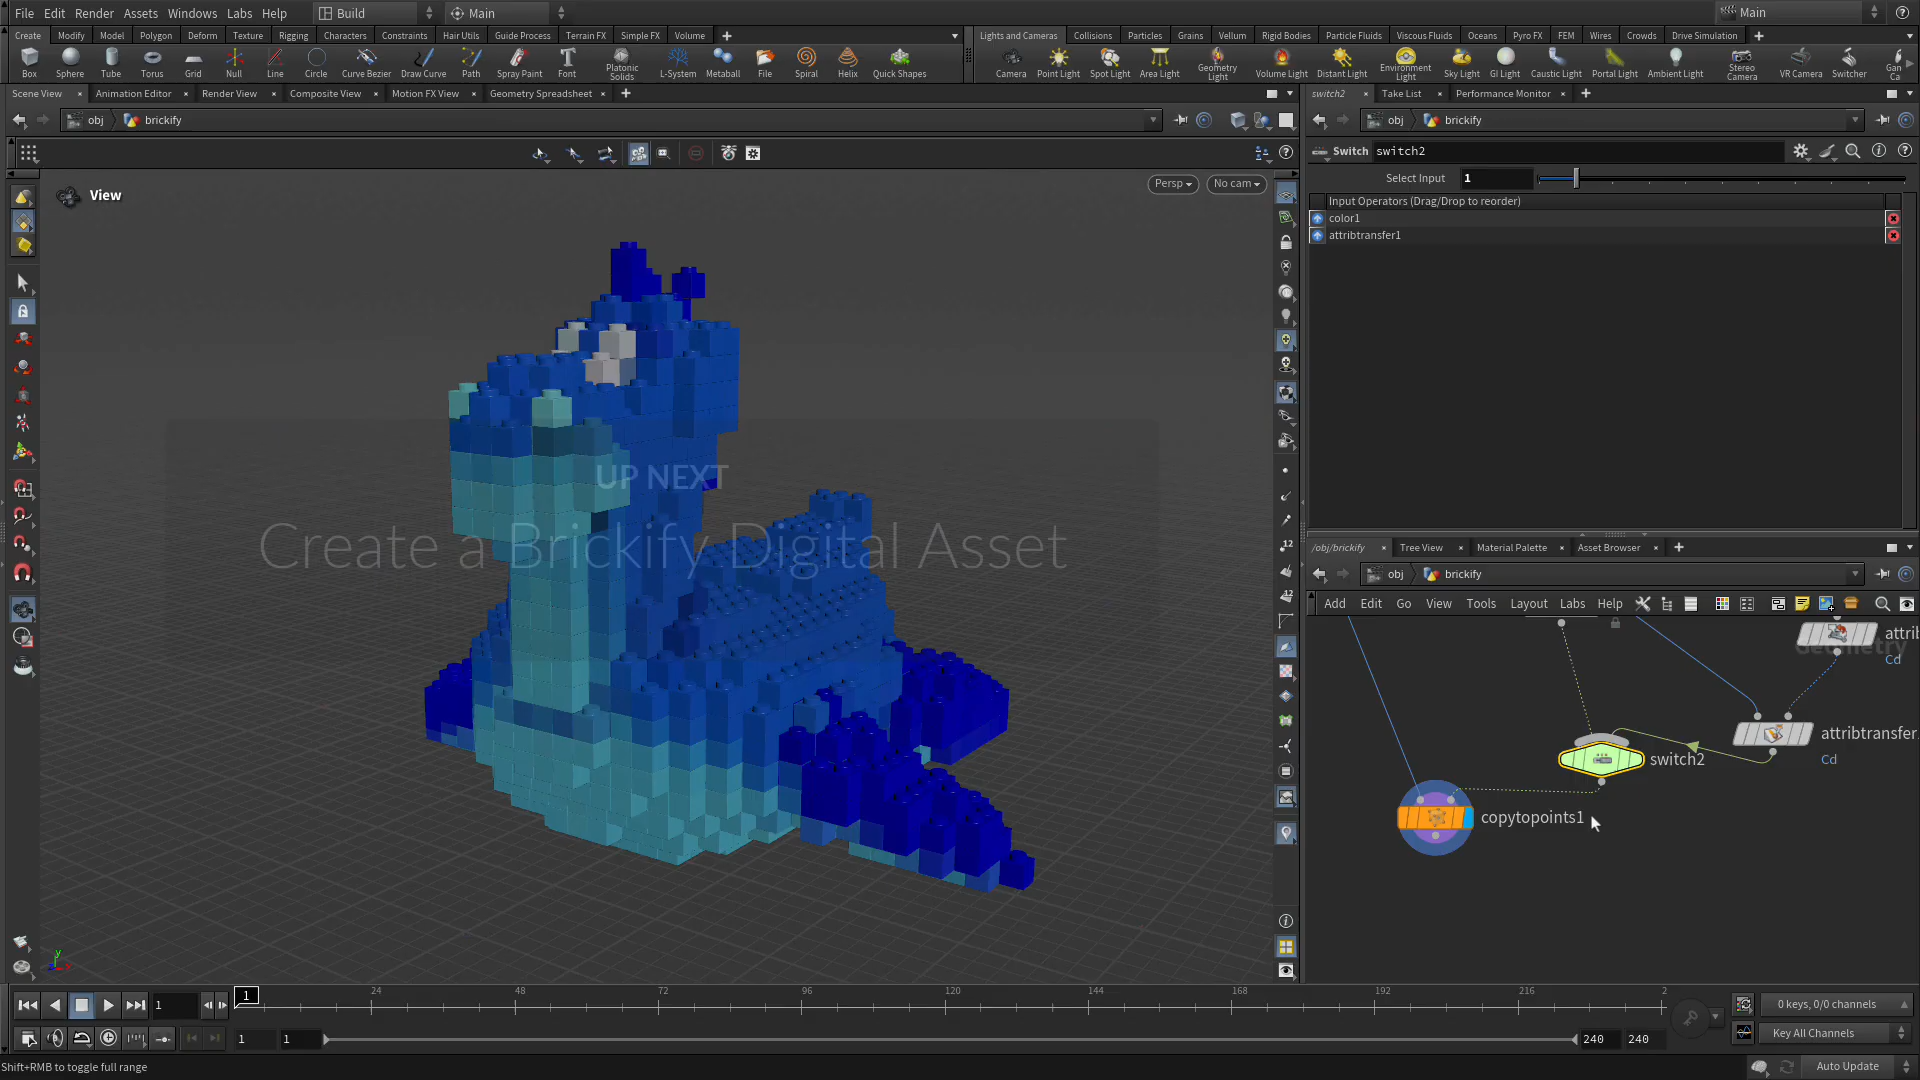 File Edit Render Assets Windows Labs Help Build Main Main
Create Modify Model Polygon Deform Texture Rigging Characters Constraints Hair Utils Guide Process Terrain FX Simple FX Volume
Lights and Cameras Collisions Particles Grains Vellum Rigid Bodies Particle Fluids Viscous Fluids Oceans Pyro FX FEM Wires Crowds Drive Simulation
Box Sphere Tube Torus Grid Null Line Circle Curve Bezier Draw Curve Path Spray Paint Font Platonic Solids L-System Metaball File Spiral Helix Quick Shapes
Camera Point Light Spot Light Area Light Geometry Light Volume Light Distant Light Environment Light Sky Light GI Light Caustic Light Portal Light Ambient Light Stereo Camera VR Camera Switcher Gan Ca
Scene View Animation Editor Render View Composite View Motion FX View Geometry Spreadsheet
switch2 Take List Performance Monitor
obj brickify
obj brickify
Switch switch2
Select Input 1
Input Operators (Drag/Drop to reorder)
color1
attribtransfer1
View
Persp No cam
UP NEXT
Create a Brickify Digital Asset
/obj/brickify Tree View Material Palette Asset Browser
obj brickify
Add Edit Go View Tools Layout Labs Help
Geometry
attrib
Cd
attribtransfer
Cd
switch2
copytopoints1
12
12
y
1 1 24 48 72 96 120 144 168 192 216 2
0 keys, 0/0 channels
1 1 240 240
Key All Channels
Shift+RMB to toggle full range
Auto Update